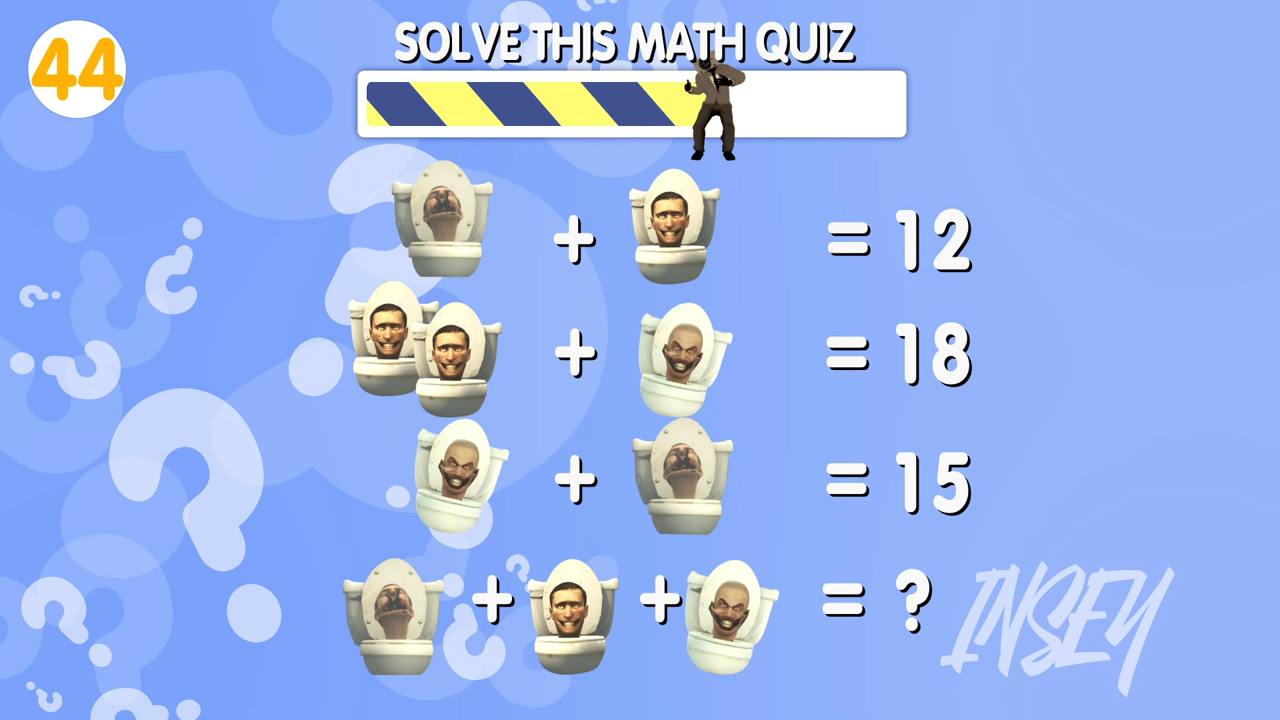 44
SOLVE THIS MATH QUIZ
+ = 12
+ = 18
+ = 15
+ + = ?
INSEY